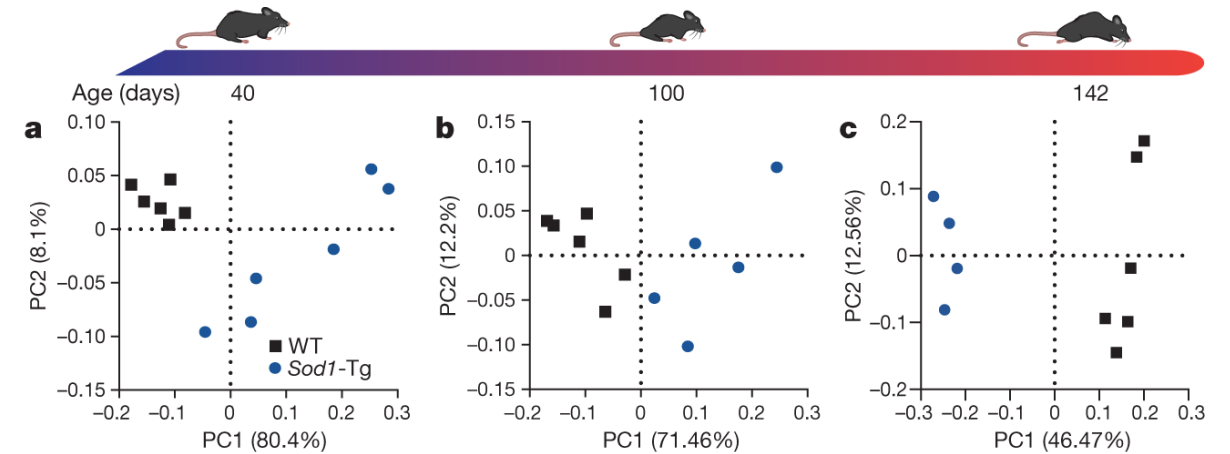 Age (days) 40 100 142
a b c
0.10
0.05
0
−0.05
−0.10
−0.15
PC2 (8.1%)
WT
Sod1-Tg
−0.2 −0.1 0 0.1 0.2 0.3
PC1 (80.4%)
0.15
0.10
0.05
0
−0.05
−0.10
−0.15
PC2 (12.2%)
−0.2 −0.1 0 0.1 0.2 0.3
PC1 (71.46%)
0.2
0.1
0
−0.1
−0.2
PC2 (12.56%)
−0.3 −0.2 −0.1 0 0.1 0.2 0.3
PC1 (46.47%)